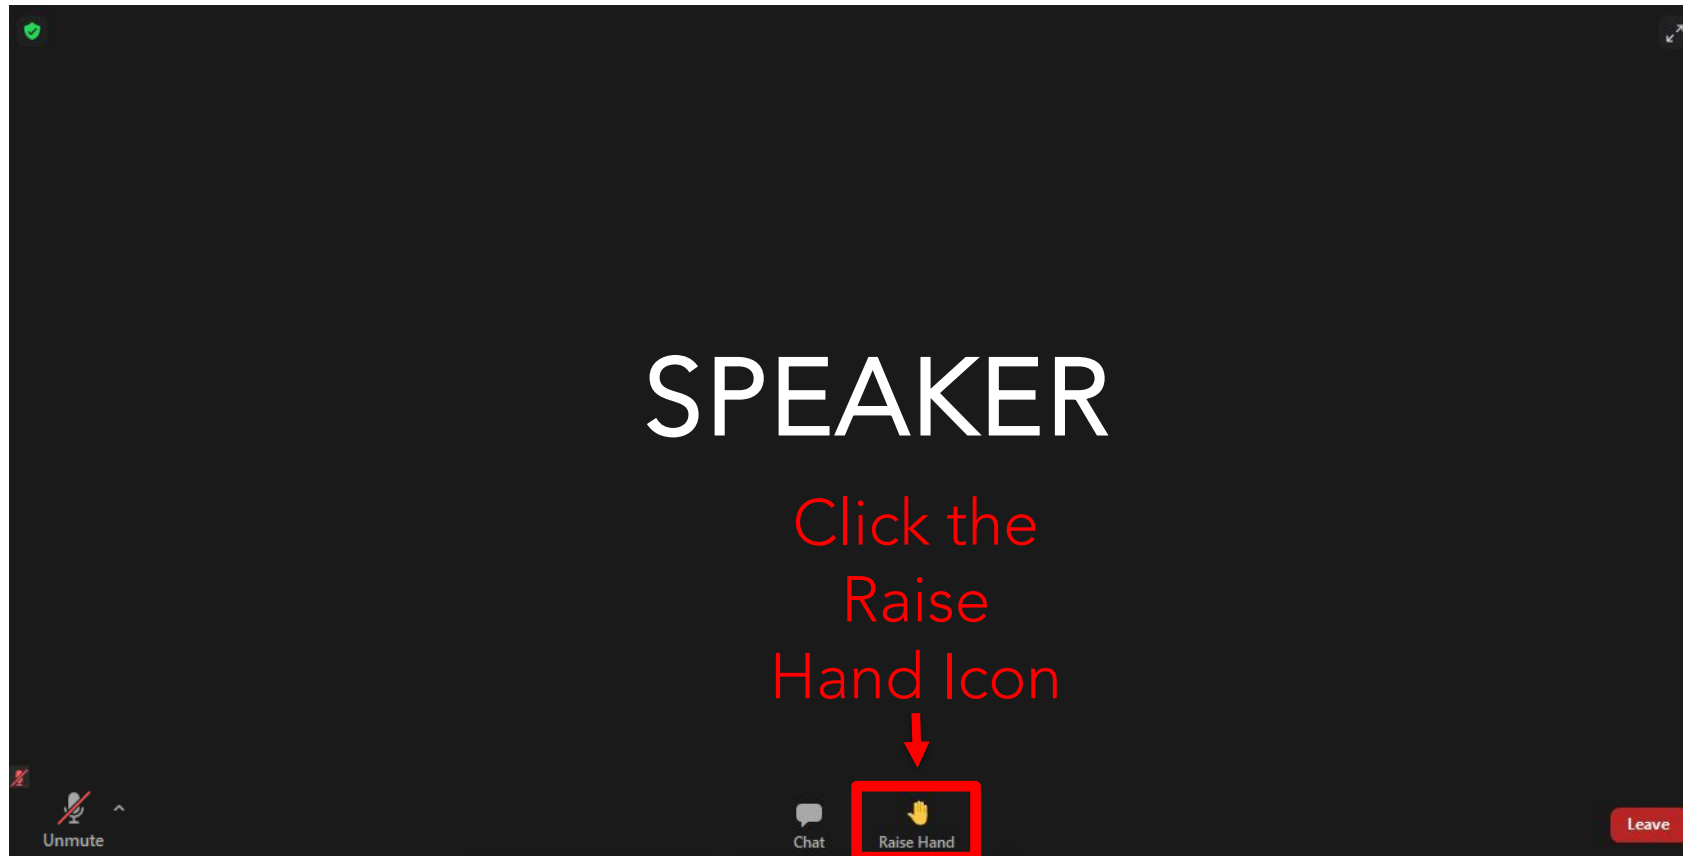 SPEAKER
Click the
Raise
Hand Icon
Unmute
Chat
Raise Hand
Leave